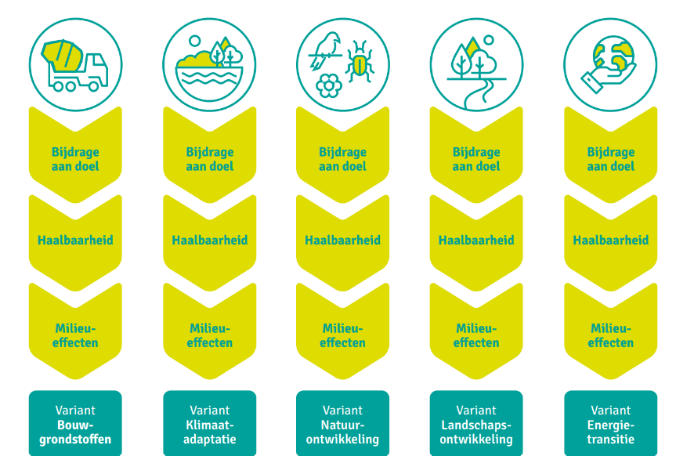 Bijdrage
aan doel
Bijdrage
aan doel
Bijdrage
aan doel
Bijdrage
aan doel
Bijdrage
aan doel
Haalbaarheid
Haalbaarheid
Haalbaarheid
Haalbaarheid
Haalbaarheid
Milieu-
effecten
Milieu-
effecten
Milieu-
effecten
Milieu-
effecten
Milieu-
effecten
Variant
Bouw-
grondstoffen
Variant
Klimaat-
adaptatie
Variant
Natuur-
ontwikkeling
Variant
Landschaps-
ontwikkeling
Variant
Energie-
transitie